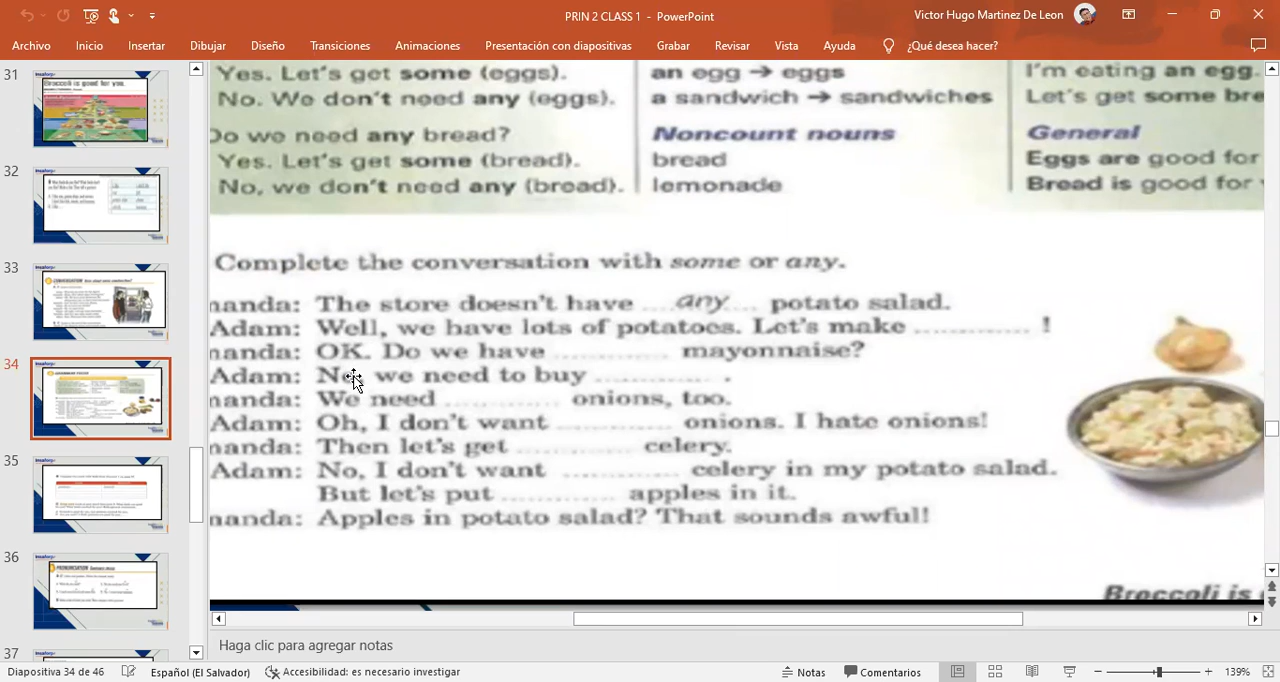 PRIN 2 CLASS 1 - PowerPoint
Victor Hugo Martinez De Leon
Archivo Inicio Insertar Dibujar Diseño Transiciones Animaciones Presentación con diapositivas Grabar Revisar Vista Ayuda ¿Qué desea hacer?
31
Broccoli is good for you.
32
33
34
35
36
37
Yes. Let's get some (eggs).
No. We don't need any (eggs).
Do we need any bread?
Yes. Let's get some (bread).
No, we don't need any (bread).
an egg → eggs
a sandwich → sandwiches
Noncount nouns
bread
lemonade
I'm eating an egg.
Let's get some bre
General
Eggs are good for
Bread is good for
Complete the conversation with some or any.
nanda: The store doesn't have ...any... potato salad.
Adam: Well, we have lots of potatoes. Let's make ............ !
nanda: OK. Do we have ............ mayonnaise?
Adam: No, we need to buy ............ .
nanda: We need ............ onions, too.
Adam: Oh, I don't want ............ onions. I hate onions!
nanda: Then let's get ............ celery.
Adam: No, I don't want ............ celery in my potato salad.
But let's put ............ apples in it.
nanda: Apples in potato salad? That sounds awful!
Broccoli is
Haga clic para agregar notas
Diapositiva 34 de 46 Español (El Salvador) Accesibilidad: es necesario investigar Notas Comentarios 139%